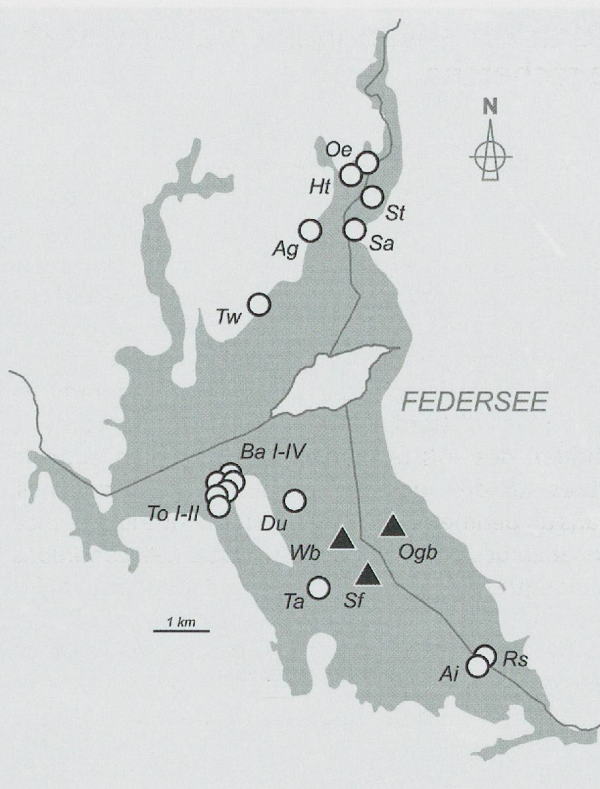 N
Oe
Ht
St
Ag
Sa
Tw
FEDERSEE
Ba I-IV
To I-II
Du
Wb
Ogb
Ta
Sf
1 km
Rs
Ai